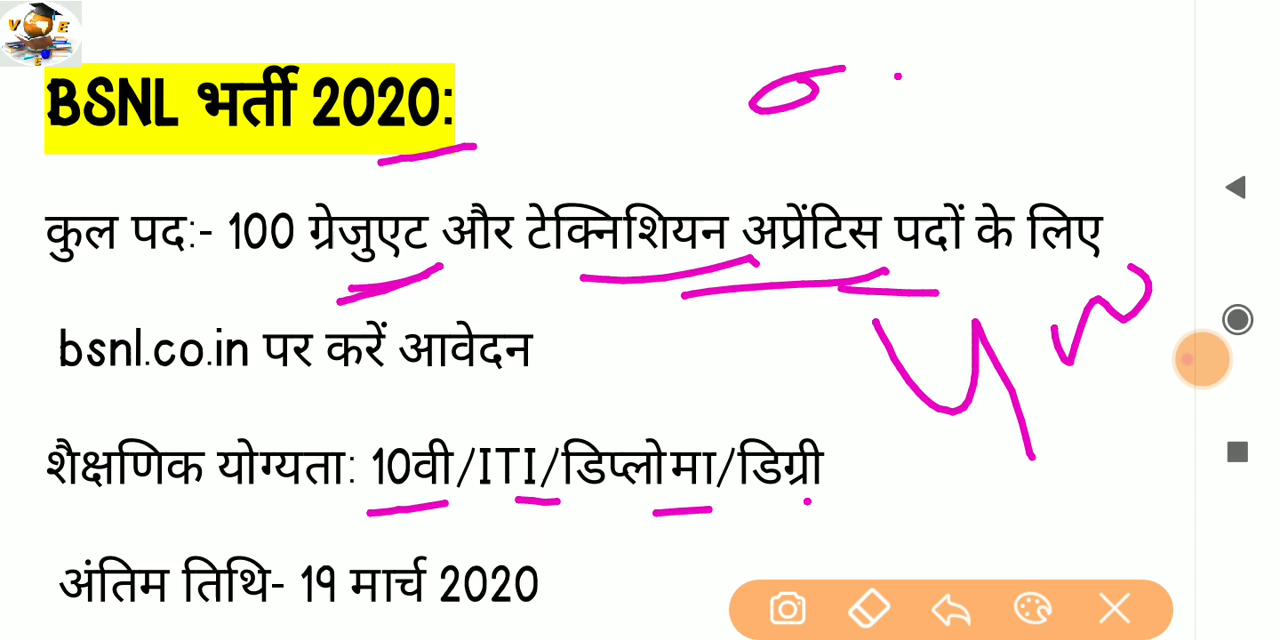 V E E
BSNL भर्ती 2020:
कुल पद:- 100 ग्रेजुएट और टेक्निशियन अप्रेंटिस पदों के लिए
bsnl.co.in पर करें आवेदन
शैक्षणिक योग्यता: 10वी/ITI/डिप्लोमा/डिग्री
अंतिम तिथि- 19 मार्च 2020